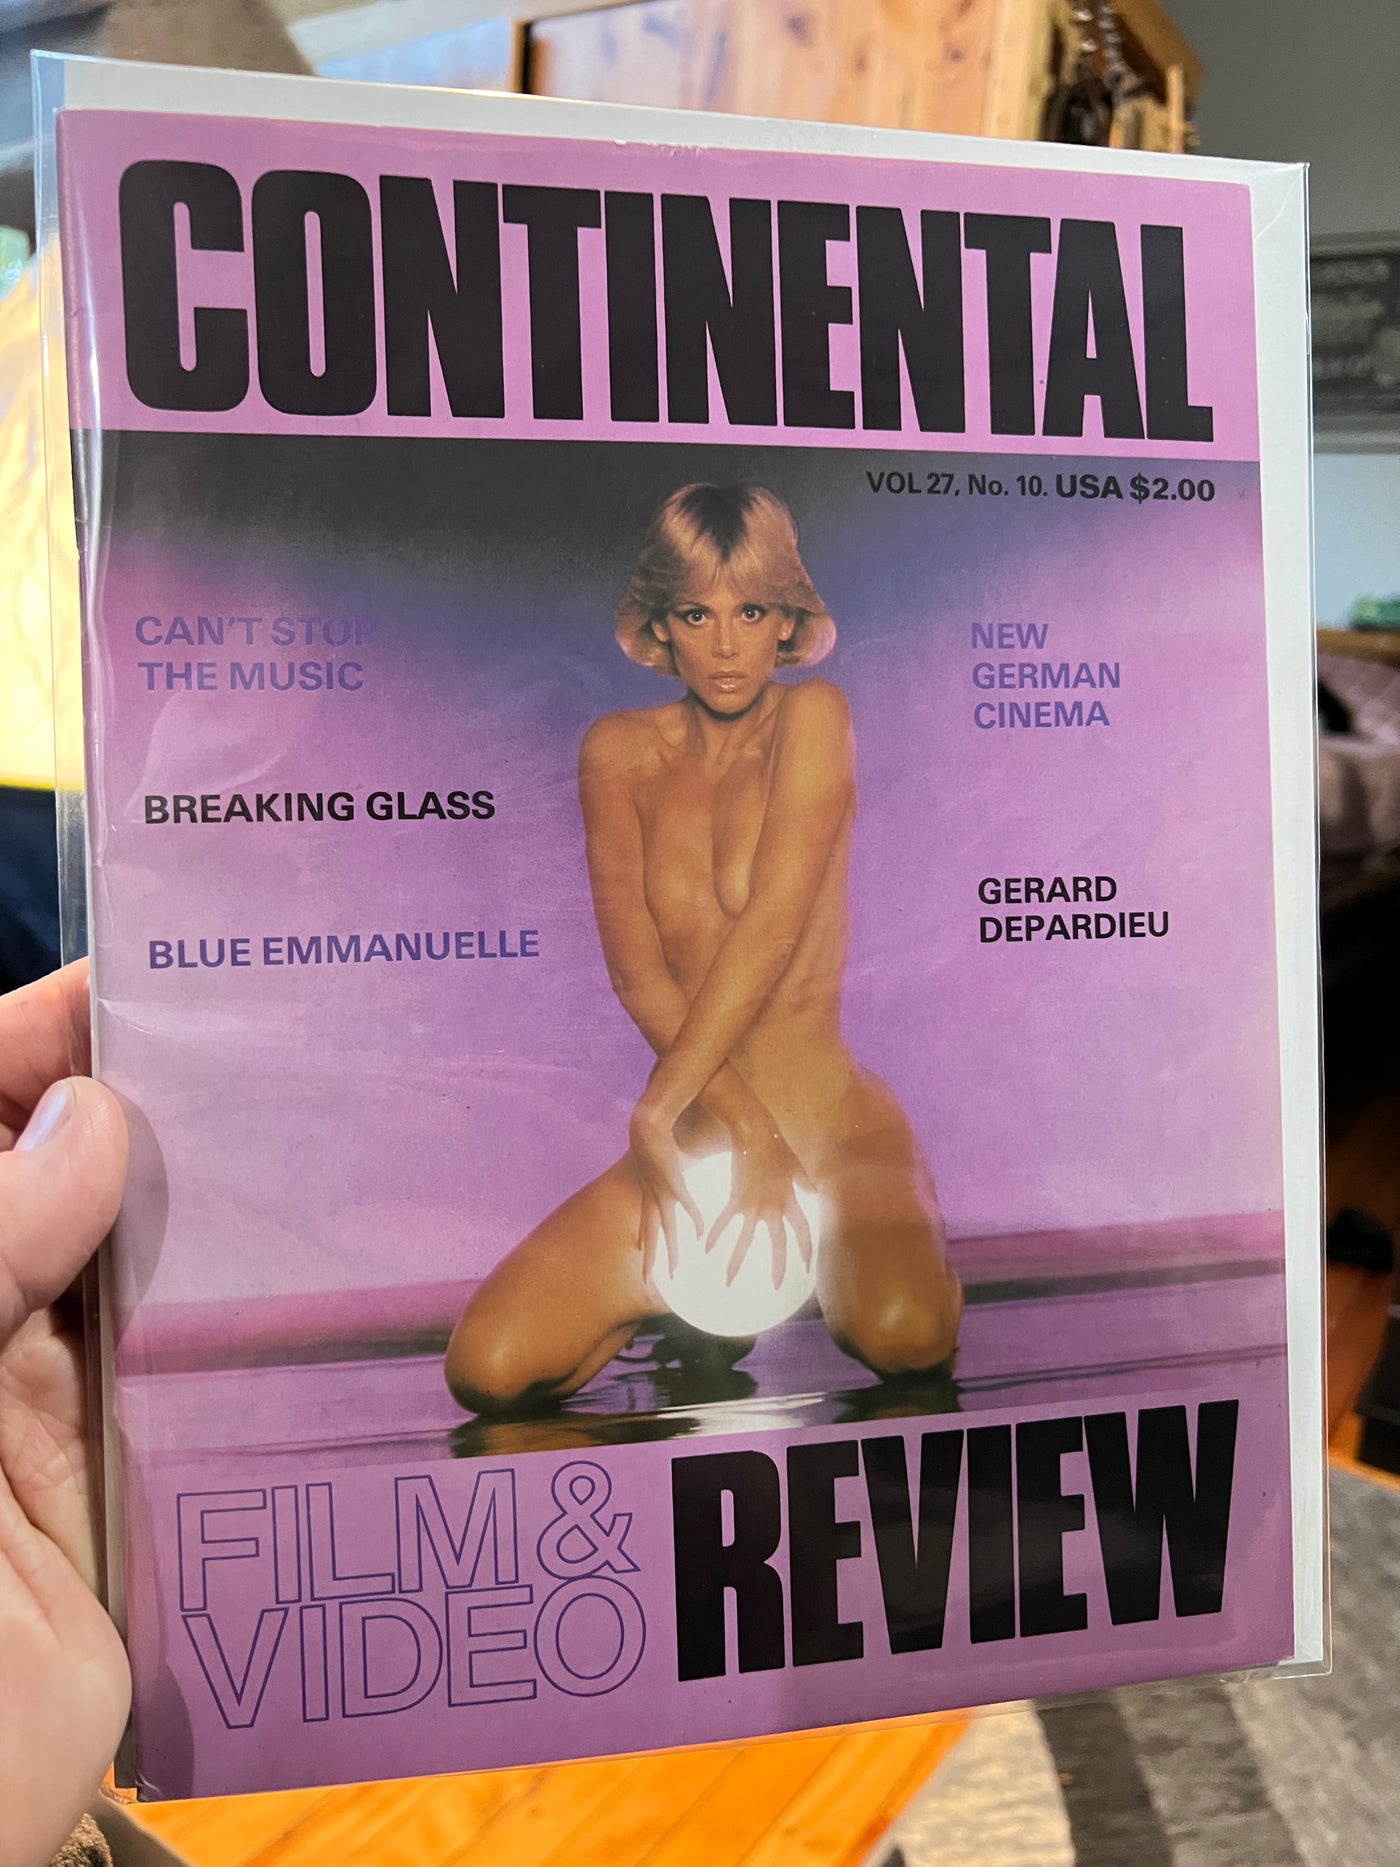 CONTINENTAL
VOL 27, No. 10. USA $2.00
CAN'T STOP
THE MUSIC
NEW
GERMAN
CINEMA
BREAKING GLASS
GERARD
DEPARDIEU
BLUE EMMANUELLE
FILM &
VIDEO
REVIEW